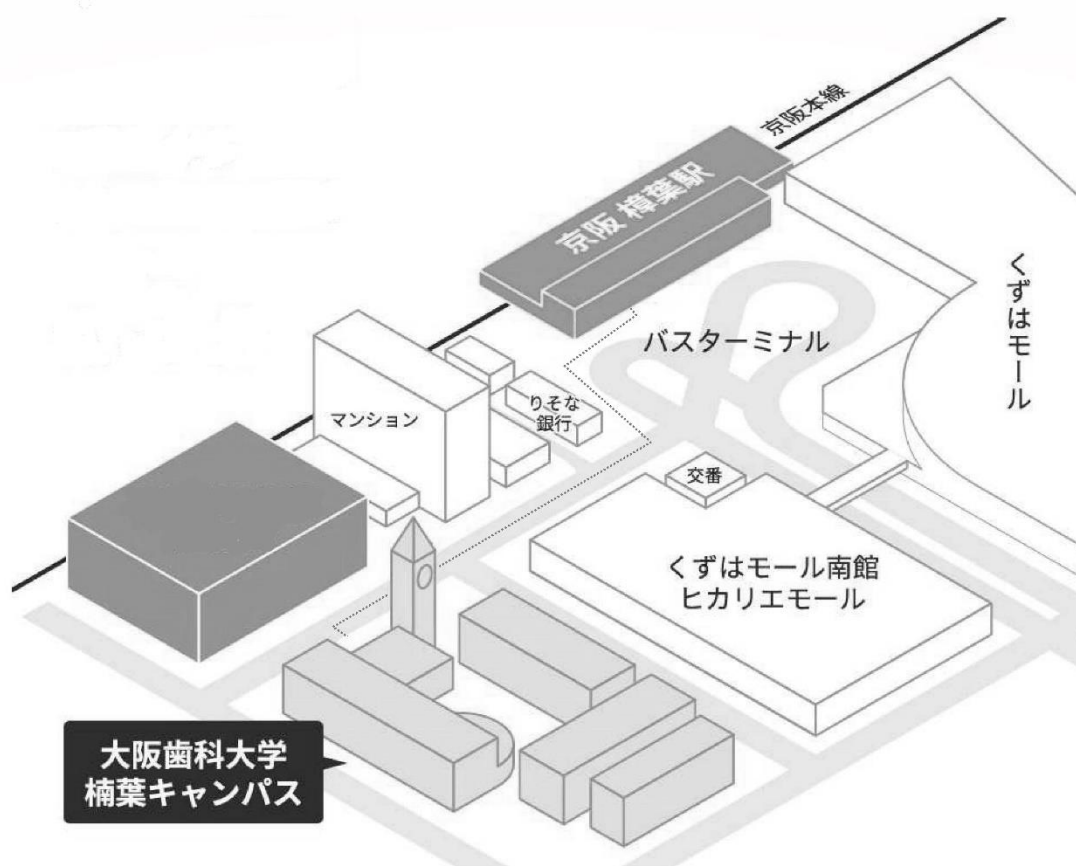 京阪本線
京阪 樟葉駅
くずはモール
バスターミナル
りそな
銀行
マンション
交番
くずはモール南館
ヒカリエモール
大阪歯科大学
楠葉キャンパス